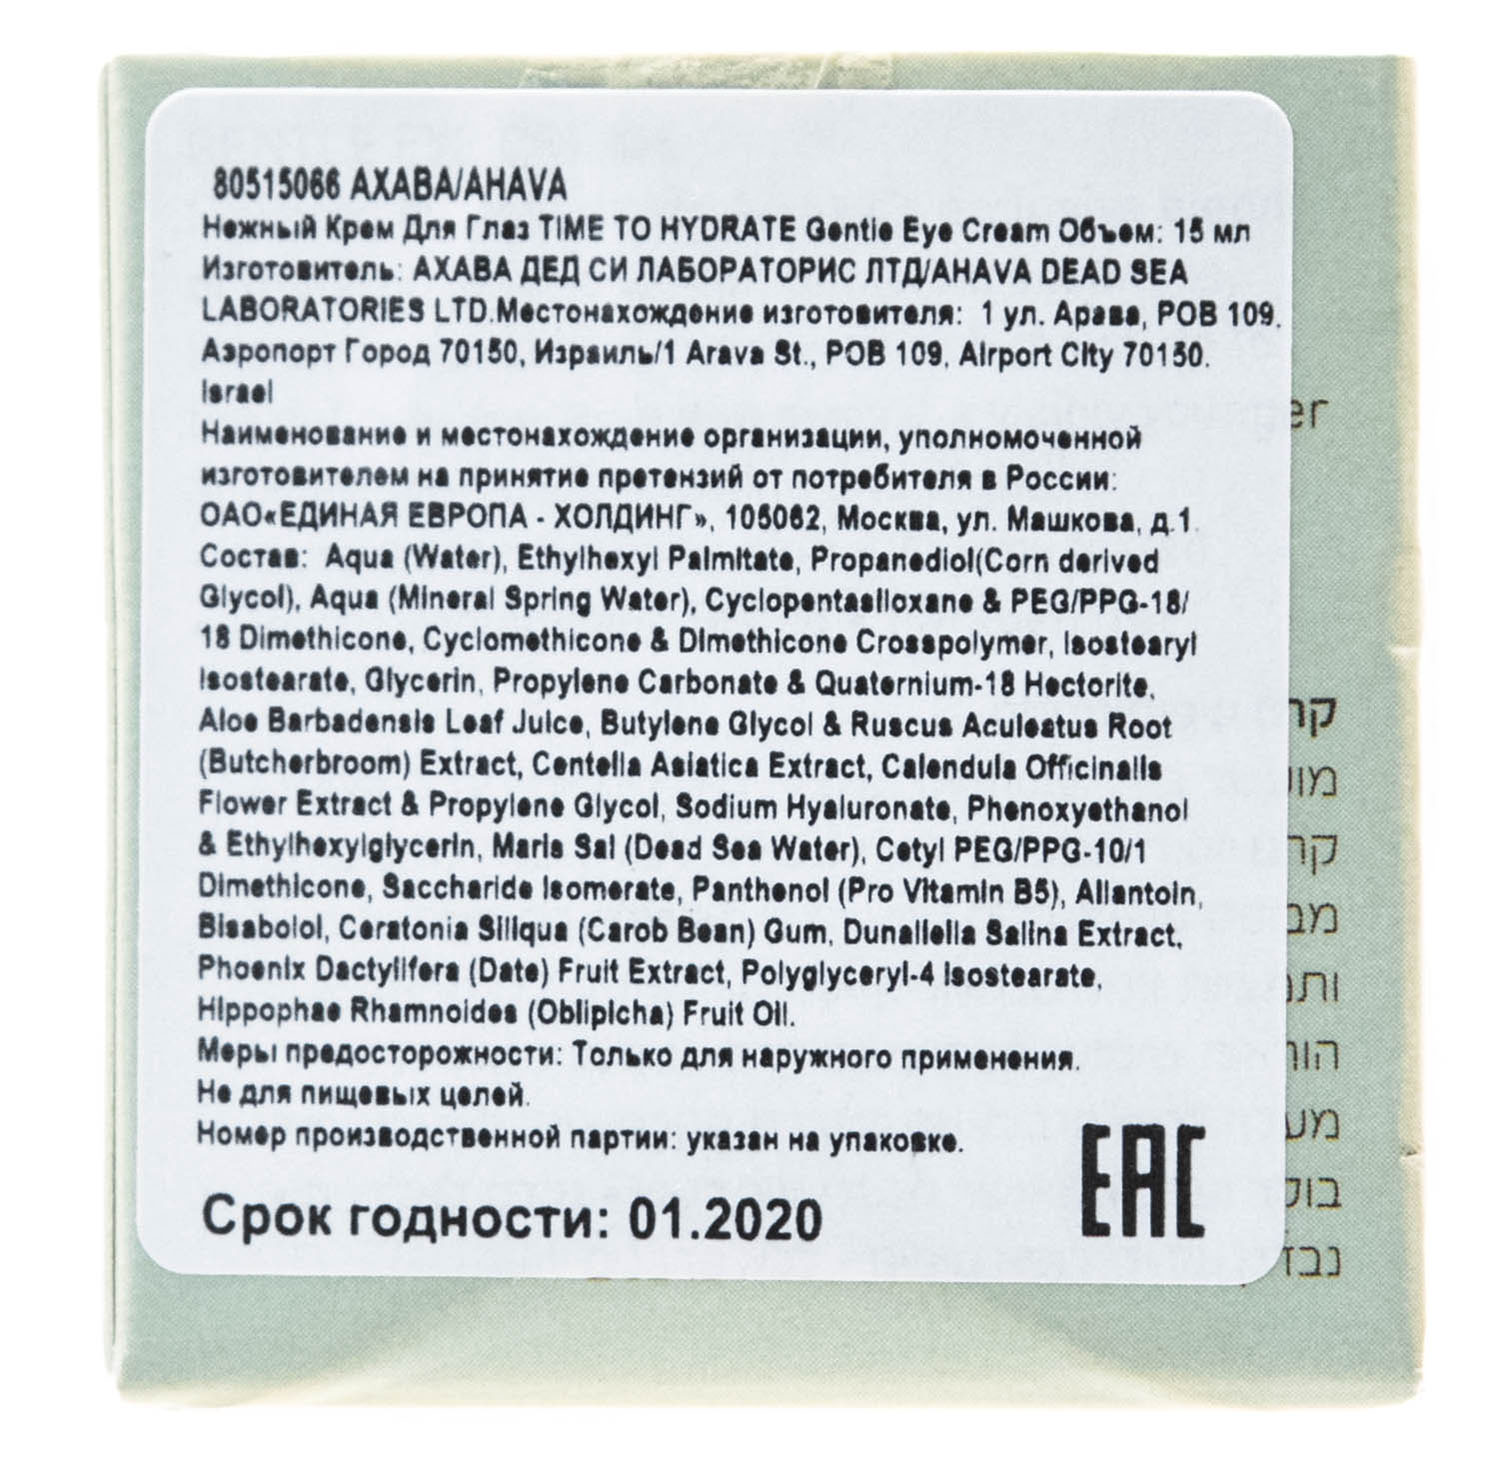 80515066 АХАВА/AHAVA
Нежный Крем Для Глаз TIME TO HYDRATE Gentle Eye Cream Объем: 15 мл
Изготовитель: АХАВА ДЕД СИ ЛАБОРАТОРИС ЛТД/AHAVA DEAD SEA
LABORATORIES LTD.Местонахождение изготовителя: 1 ул. Арава, POB 109.
Аэропорт Город 70150, Израиль/1 Arava St., POB 109, Airport City 70150.
Israel
Наименование и местонахождение организации, уполномоченной
изготовителем на принятие претензий от потребителя в России:
ОАО«ЕДИНАЯ ЕВРОПА - ХОЛДИНГ», 105062, Москва, ул. Машкова, д.1.
Состав: Aqua (Water), Ethylhexyl Palmitate, Propanediol(Corn derived
Glycol), Aqua (Mineral Spring Water), Cyclopentasiloxane & PEG/PPG-18/
18 Dimethicone, Cyclomethicone & Dimethicone Crosspolymer, Isostearyl
Isostearate, Glycerin, Propylene Carbonate & Quaternium-18 Hectorite,
Aloe Barbadensis Leaf Juice, Butylene Glycol & Ruscus Aculeatus Root
(Butcherbroom) Extract, Centella Asiatica Extract, Calendula Officinalis
Flower Extract & Propylene Glycol, Sodium Hyaluronate, Phenoxyethanol
& Ethylhexylglycerin, Maris Sal (Dead Sea Water), Cetyl PEG/PPG-10/1
Dimethicone, Saccharide Isomerate, Panthenol (Pro Vitamin B5), Allantoin,
Bisabolol, Ceratonia Siliqua (Carob Bean) Gum, Dunaliella Salina Extract,
Phoenix Dactylifera (Date) Fruit Extract, Polyglyceryl-4 Isostearate,
Hippophae Rhamnoides (Oblipicha) Fruit Oil.
Меры предосторожности: Только для наружного применения.
Не для пищевых целей.
Номер производственной партии: указан на упаковке.
EAC
Срок годности: 01.2020